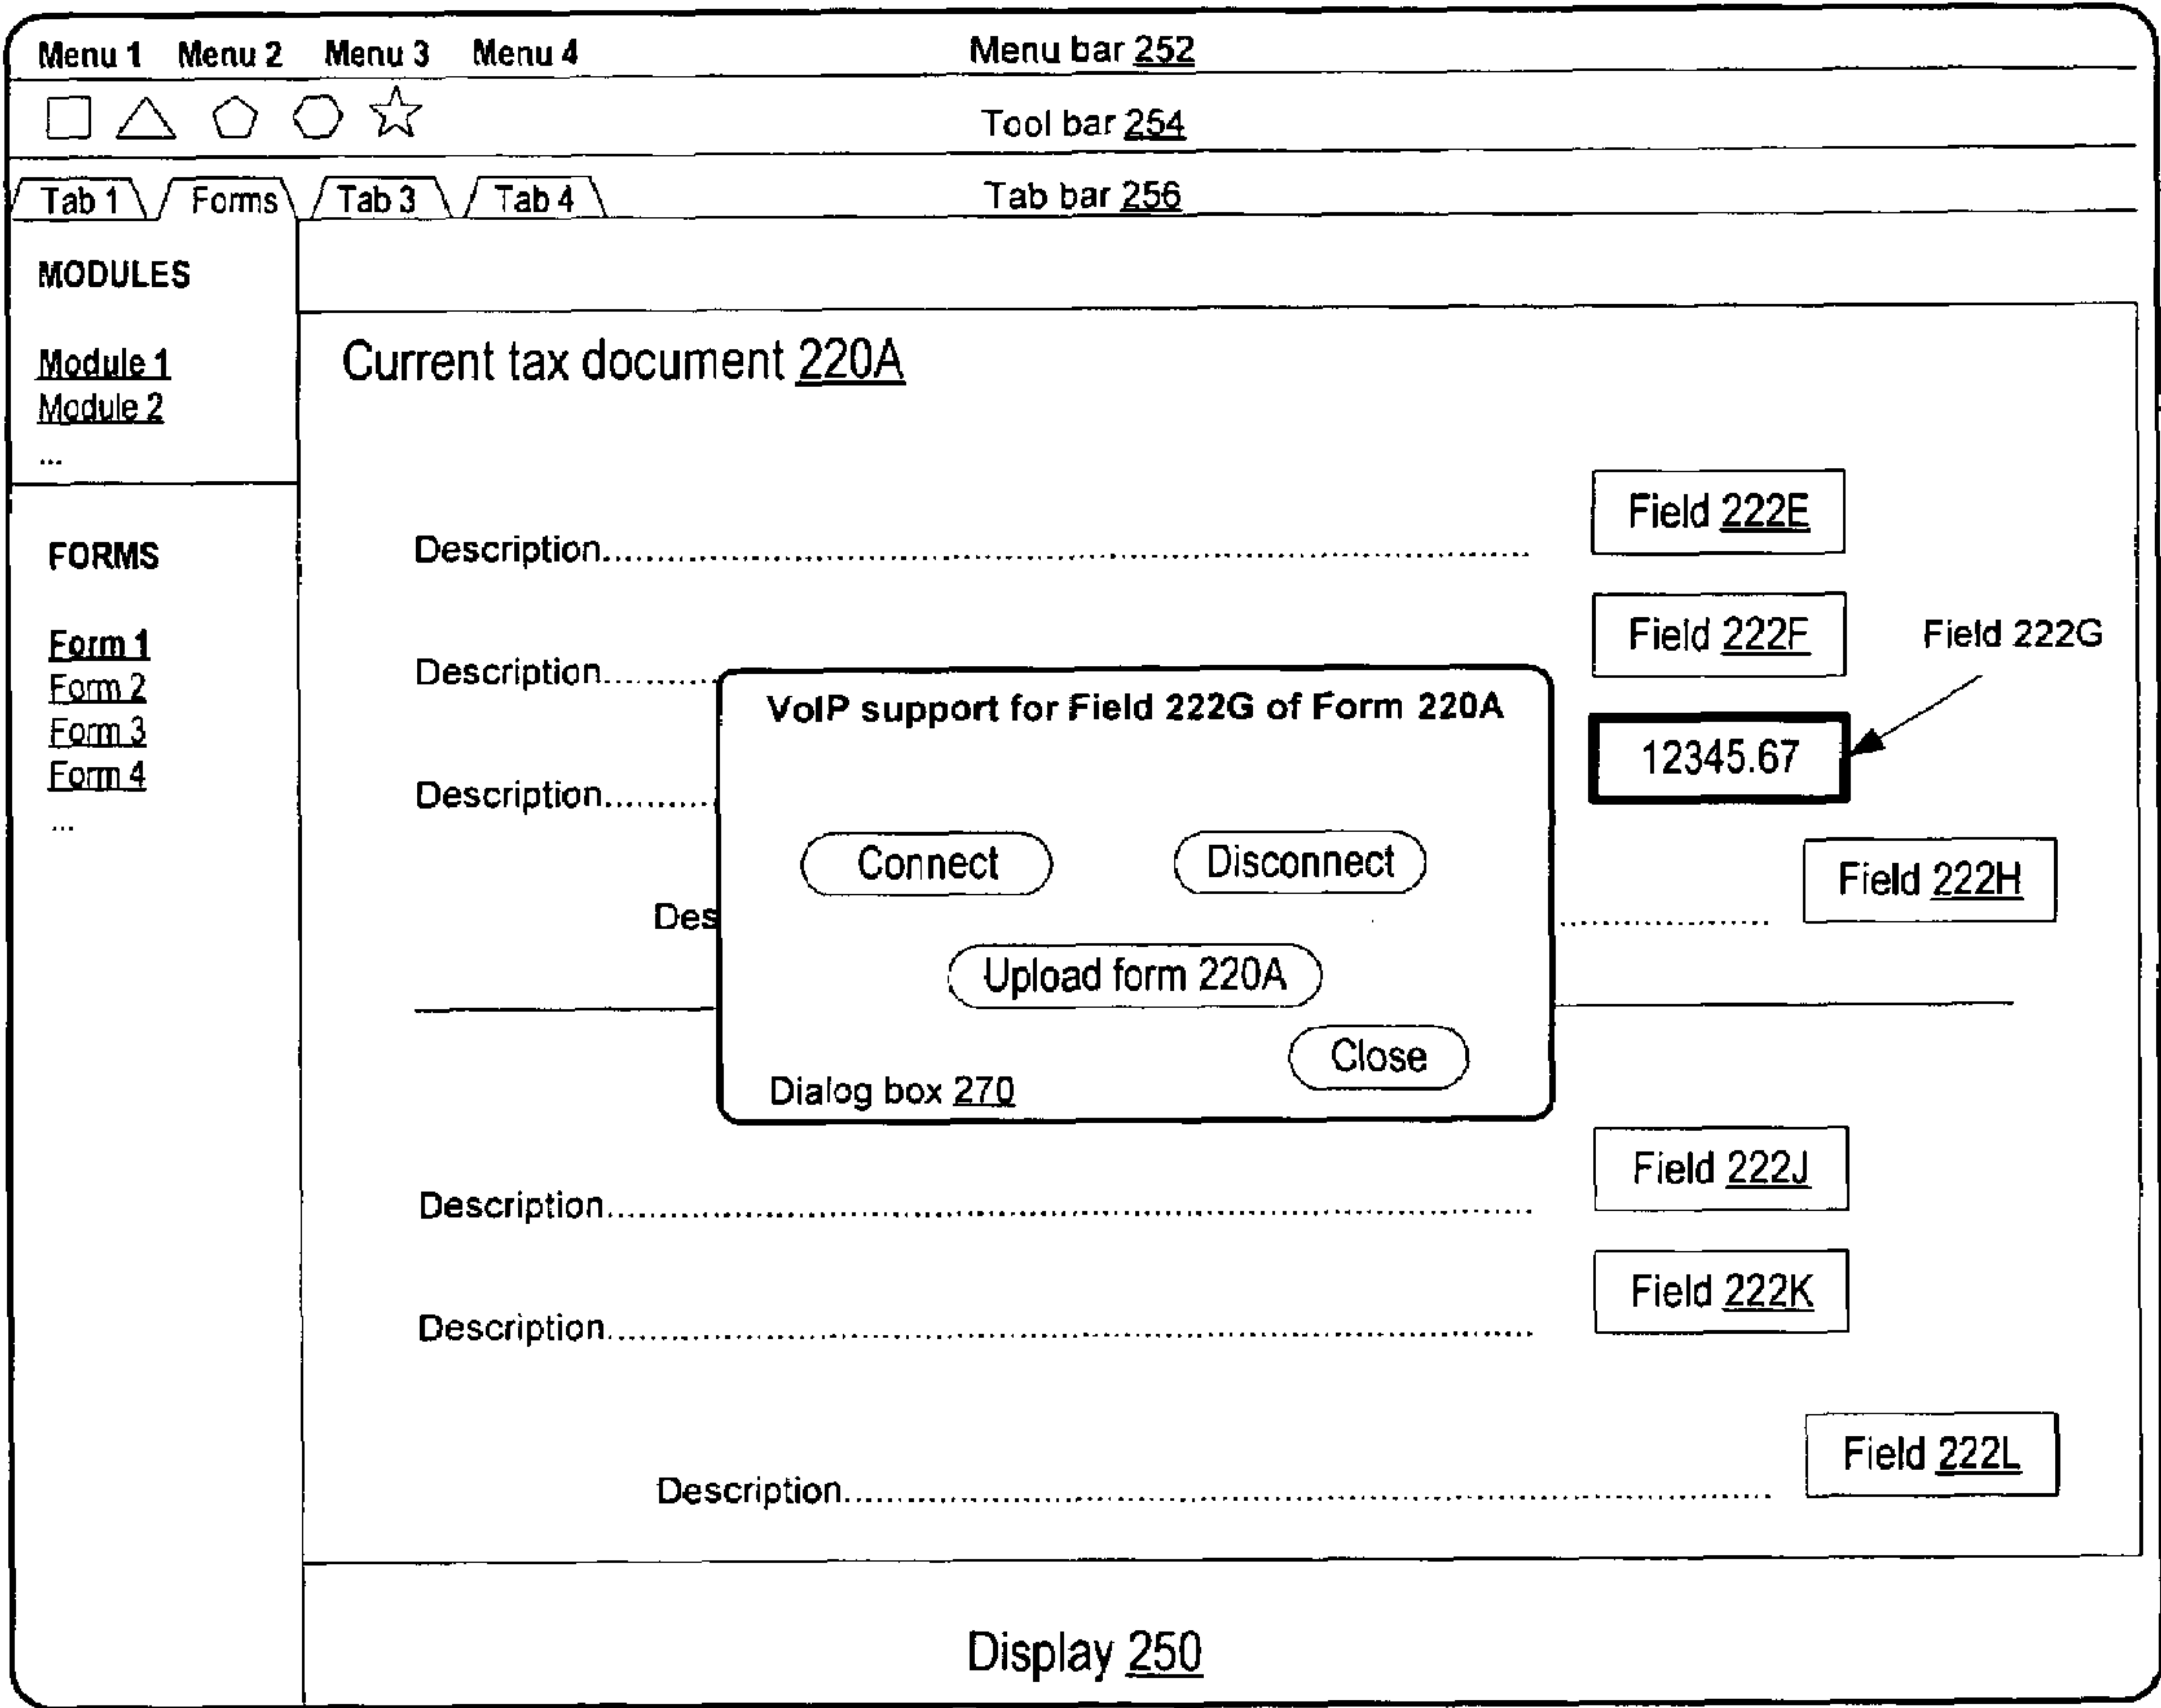 Menu 1 Menu 2 Menu 3 Menu 4 Menu bar 252
Tool bar 254
Tab 1 Forms Tab 3 Tab 4 Tab bar 256
MODULES
Module 1
Module 2
...
FORMS
Form 1
Form 2
Form 3
Form 4
...
Current tax document 220A
Description.......... Field 222E
Description.......... Field 222F
Field 222G
Description.......... 12345.67
Des .......... Field 222H
VoIP support for Field 222G of Form 220A
Connect Disconnect
Upload form 220A
Close
Dialog box 270
Description.......... Field 222J
Description.......... Field 222K
Description.......... Field 222L
Display 250